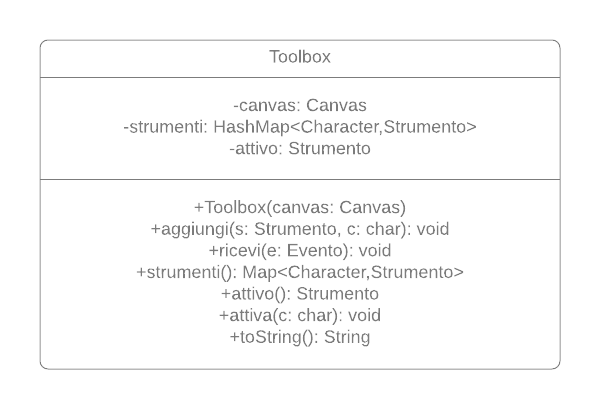 Toolbox
-canvas: Canvas
-strumenti: HashMap<Character,Strumento>
-attivo: Strumento
+Toolbox(canvas: Canvas)
+aggiungi(s: Strumento, c: char): void
+ricevi(e: Evento): void
+strumenti(): Map<Character,Strumento>
+attivo(): Strumento
+attiva(c: char): void
+toString(): String